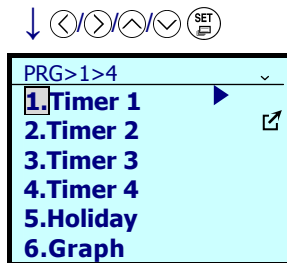 ↓ </>/∧/∨ SET
PRG>1>4
1.Timer 1
2.Timer 2
3.Timer 3
4.Timer 4
5.Holiday
6.Graph